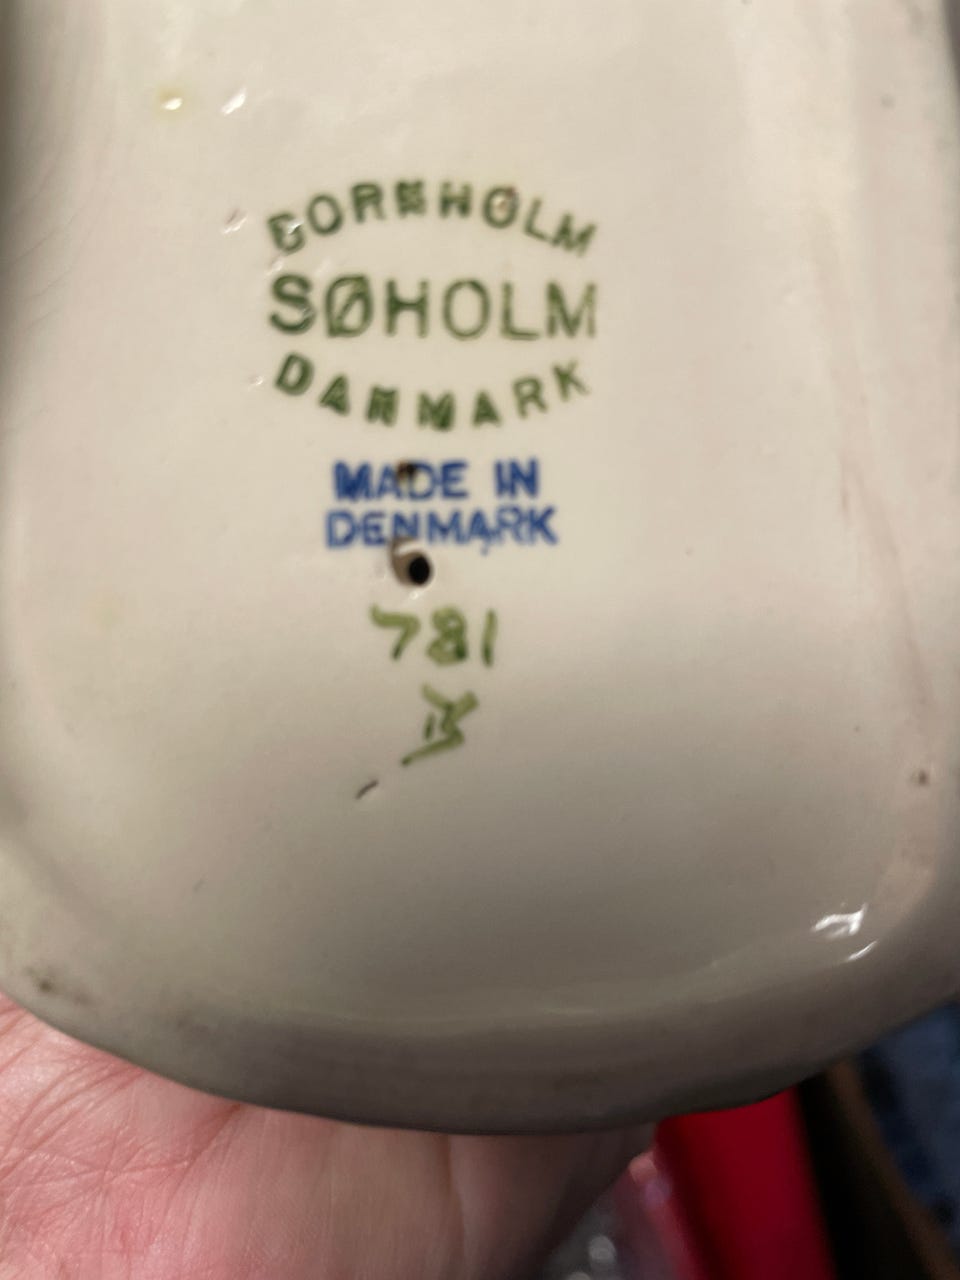 BORNHOLM
SØHOLM
DANMARK
MADE IN
DENMARK
781